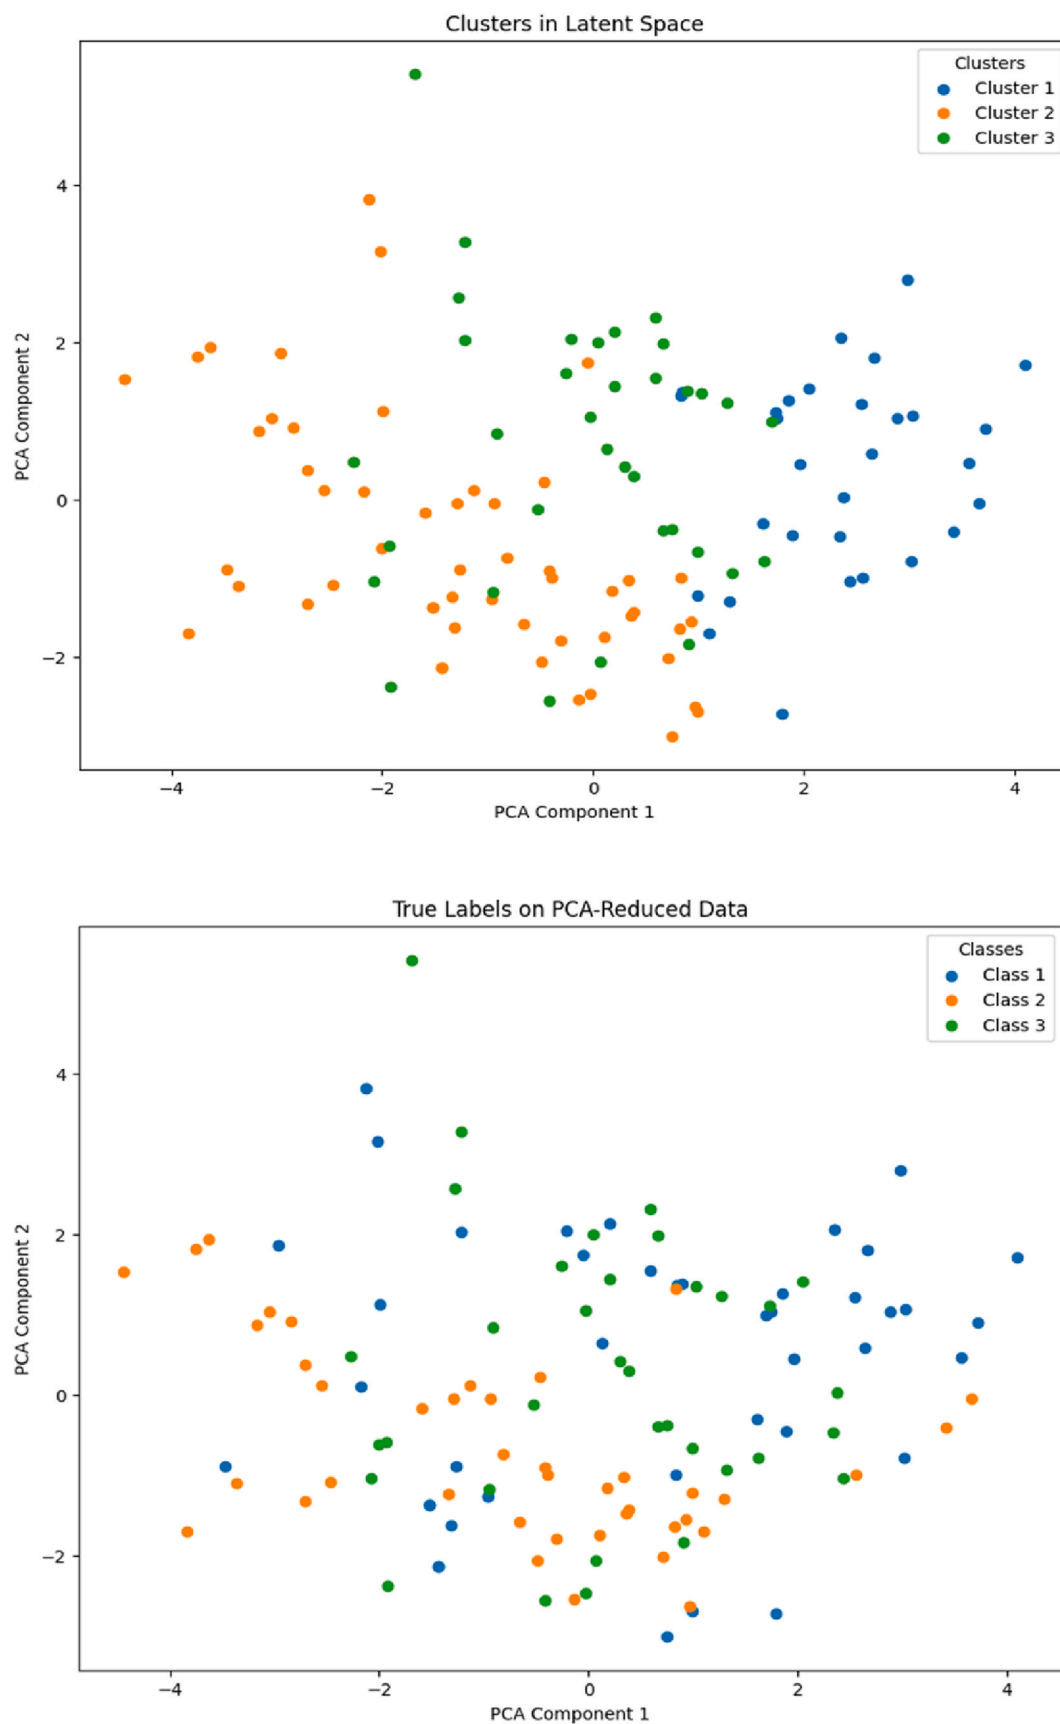 Clusters in Latent Space
Clusters
Cluster 1
Cluster 2
Cluster 3
4
2
0
−2
PCA Component 2
−4
−2
0
2
4
PCA Component 1
True Labels on PCA-Reduced Data
Classes
Class 1
Class 2
Class 3
4
2
0
−2
PCA Component 2
−4
−2
0
2
4
PCA Component 1